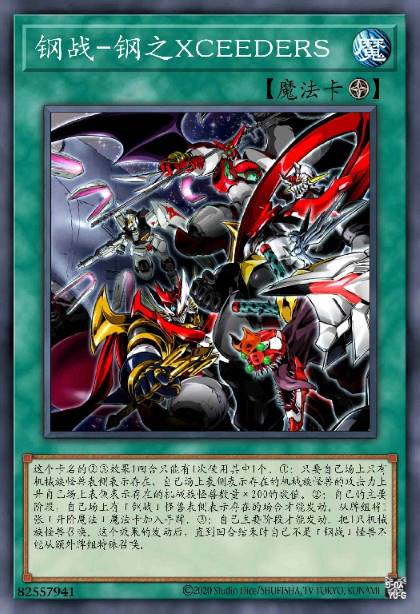 钢战-钢之XCEEDERS
魔
【魔法卡】
这个卡名的②③效果1回合只能有1次使用其中1个。①：只要自己场上只有
机械族怪兽表侧表示存在，自己场上表侧表示存在的机械族怪兽的攻击力上
升自己场上表侧表示存在的机械族怪兽数量×200的数值。②：自己的主要
阶段，自己场上有「钢战」怪兽表侧表示存在的场合才能发动。从牌组将1
张「升阶魔法」魔法卡加入手牌。③：自己主要阶段才能发动。把1只机械
族怪兽召唤。这个效果的发动后，直到回合结束时自己不是「钢战」怪兽不
能从额外牌组特殊召唤。
82557941
©2020 Studio Dice/SHUEISHA, TV TOKYO, KONAMI